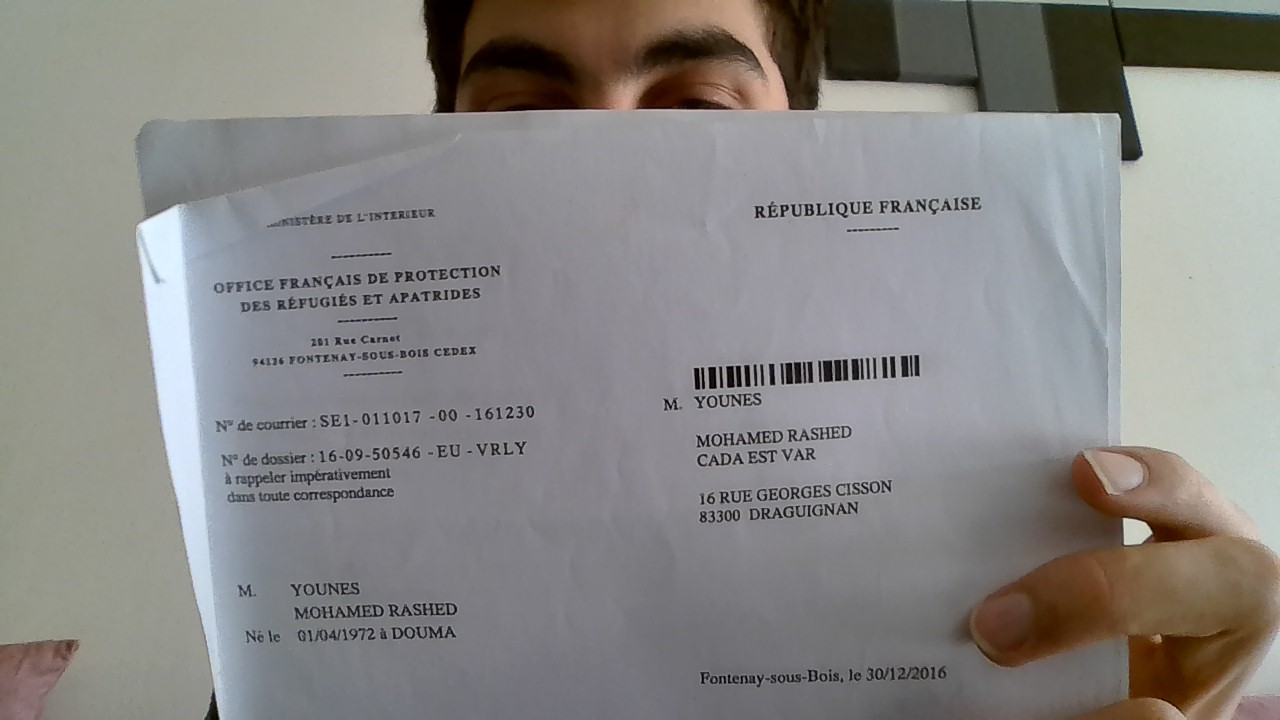 MINISTÈRE DE L'INTERIEUR
RÉPUBLIQUE FRANÇAISE
OFFICE FRANÇAIS DE PROTECTION
DES RÉFUGIÉS ET APATRIDES
201 Rue Carnot
94136 FONTENAY-SOUS-BOIS CEDEX
N° de courrier : SE1-011017 -00 -161230
N° de dossier : 16-09-50546 -EU - VRLY
à rappeler impérativement
dans toute correspondance
M. YOUNES
MOHAMED RASHED
CADA EST VAR
16 RUE GEORGES CISSON
83300 DRAGUIGNAN
M. YOUNES
MOHAMED RASHED
Né le 01/04/1972 à DOUMA
Fontenay-sous-Bois, le 30/12/2016